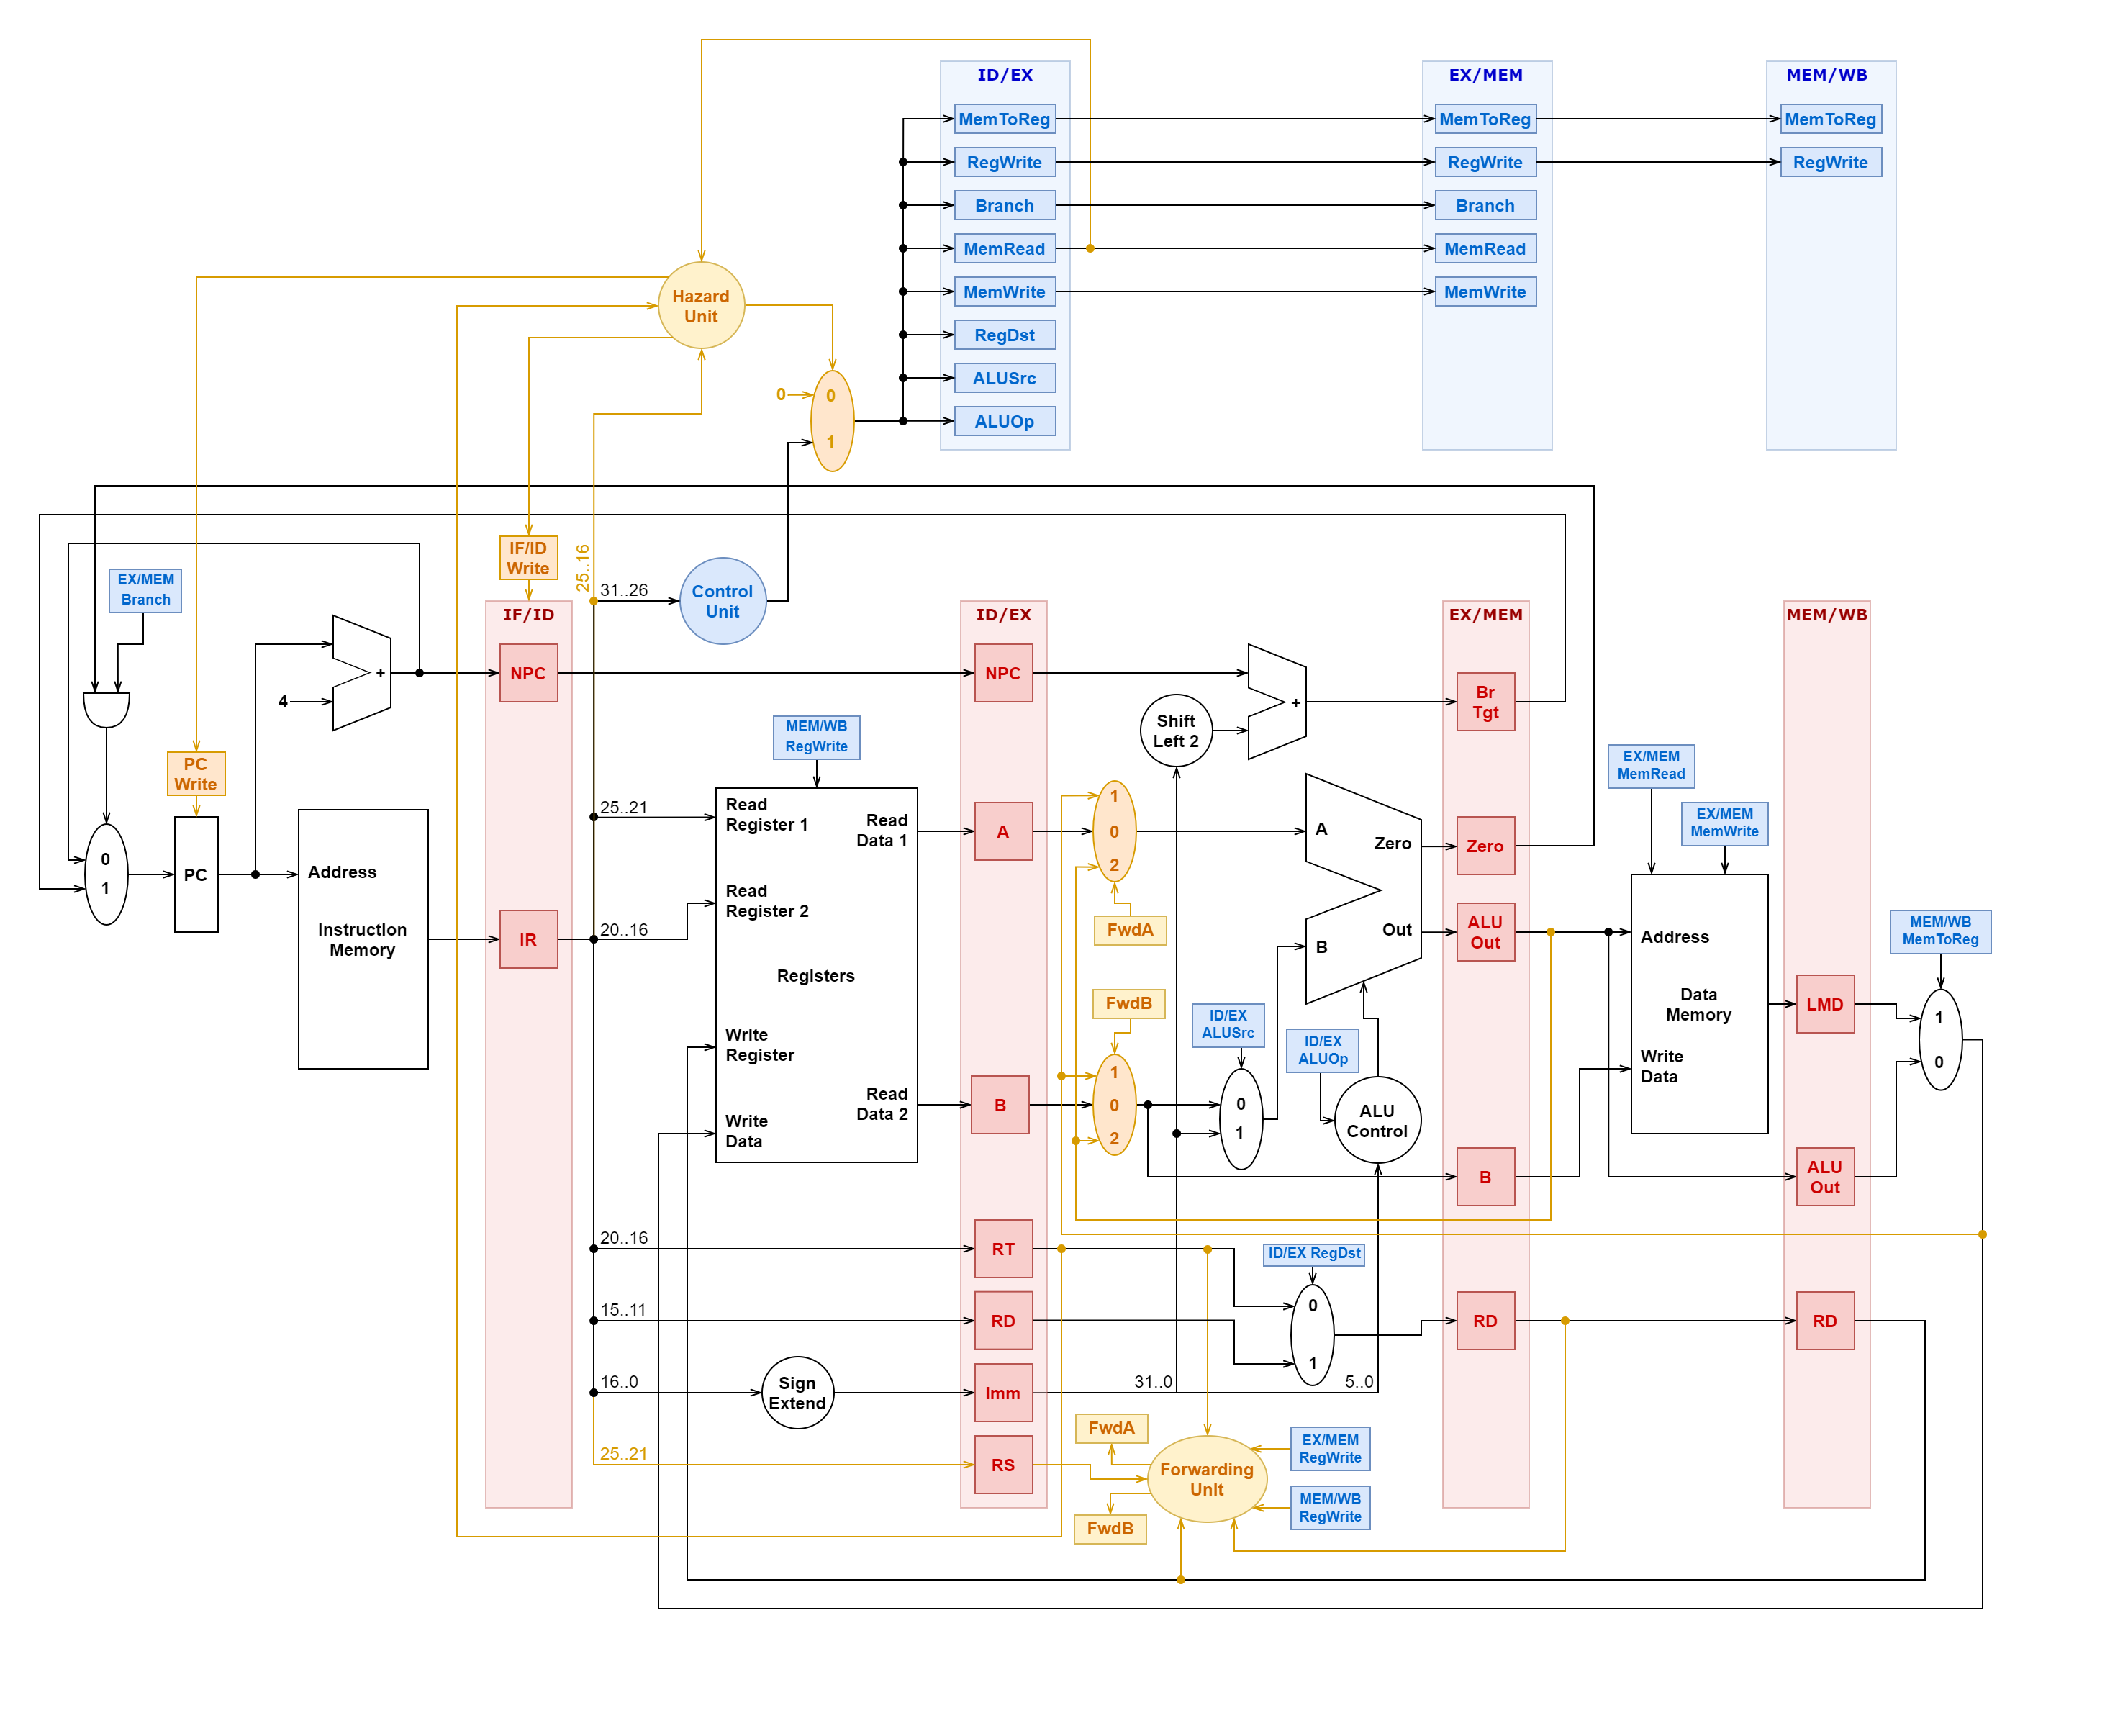 ID/EX
EX/MEM
MEM/WB
MemToReg
MemToReg
MemToReg
RegWrite
RegWrite
RegWrite
Branch
Branch
MemRead
MemRead
MemWrite
MemWrite
RegDst
ALUSrc
ALUOp
Hazard
Unit
0
0
1
IF/ID
Write
25..16
31..26
Control
Unit
EX/MEM
Branch
IF/ID
ID/EX
EX/MEM
MEM/WB
NPC
NPC
+
4
+
Br
Tgt
Shift
Left 2
MEM/WB
RegWrite
PC
Write
EX/MEM
MemRead
EX/MEM
MemWrite
0
1
PC
Address
Instruction
Memory
IR
25..21
20..16
Read
Register 1
Read
Data 1
Read
Register 2
Registers
Write
Register
Read
Data 2
Write
Data
A
1
0
2
FwdA
A
Zero
Out
B
Zero
ALU
Out
Address
Data
Memory
Write
Data
LMD
MEM/WB
MemToReg
1
0
FwdB
B
1
0
2
ID/EX
ALUSrc
0
1
ID/EX
ALUOp
ALU
Control
B
ALU
Out
20..16
RT
ID/EX RegDst
0
1
15..11
RD
RD
RD
16..0
Sign
Extend
Imm
31..0
5..0
25..21
RS
FwdA
Forwarding
Unit
FwdB
EX/MEM
RegWrite
MEM/WB
RegWrite